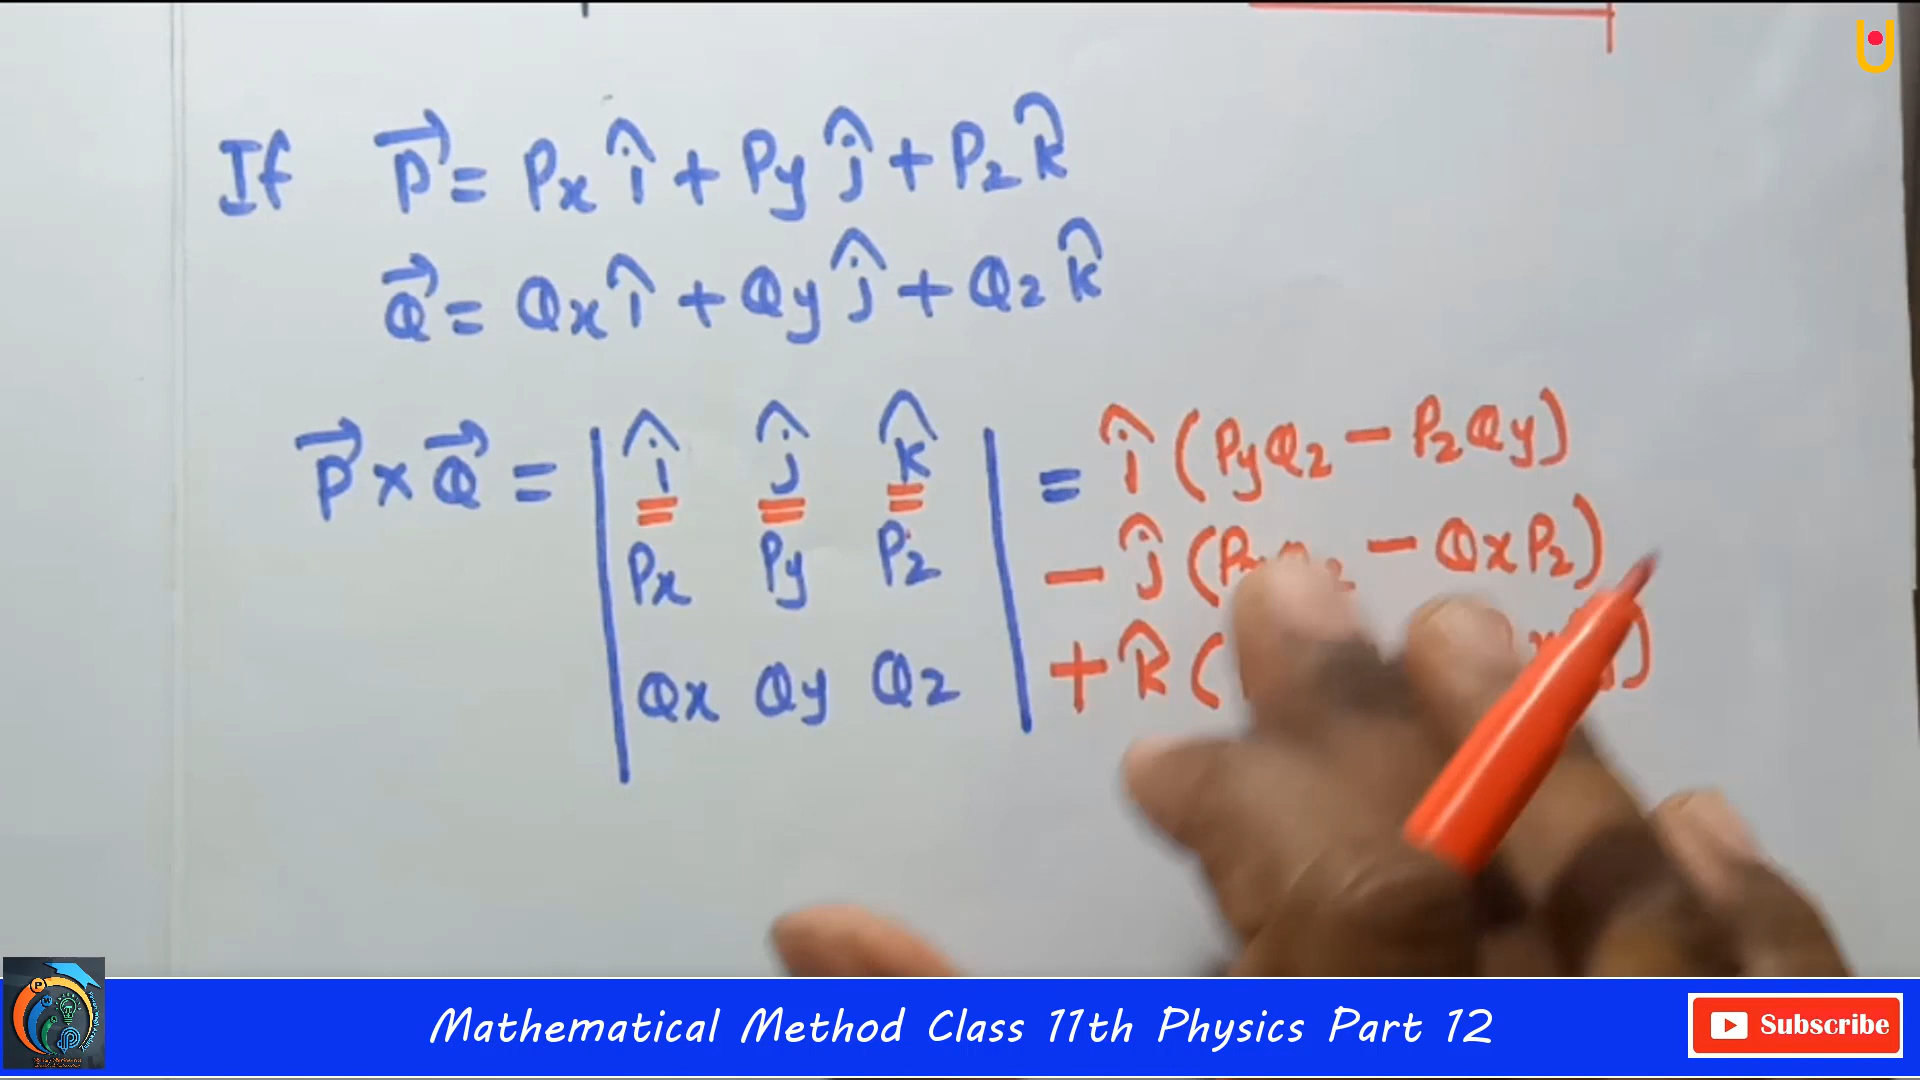 If P⃗ = Px î + Py ĵ + Pz k̂
Q⃗ = Qx î + Qy ĵ + Qz k̂
P⃗ × Q⃗ = | î ĵ k̂ | = î (PyQz − PzQy)
Px Py Pz − ĵ ( − QxPz)
Qx Qy Qz + k̂ ( )
Mathematical Method Class 11th Physics Part 12
Subscribe